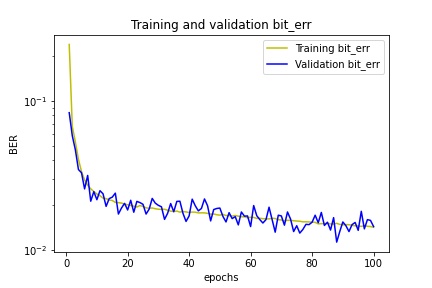 Training and validation bit_err
Training bit_err
Validation bit_err
BER
10⁻¹
10⁻²
0 20 40 60 80 100
epochs